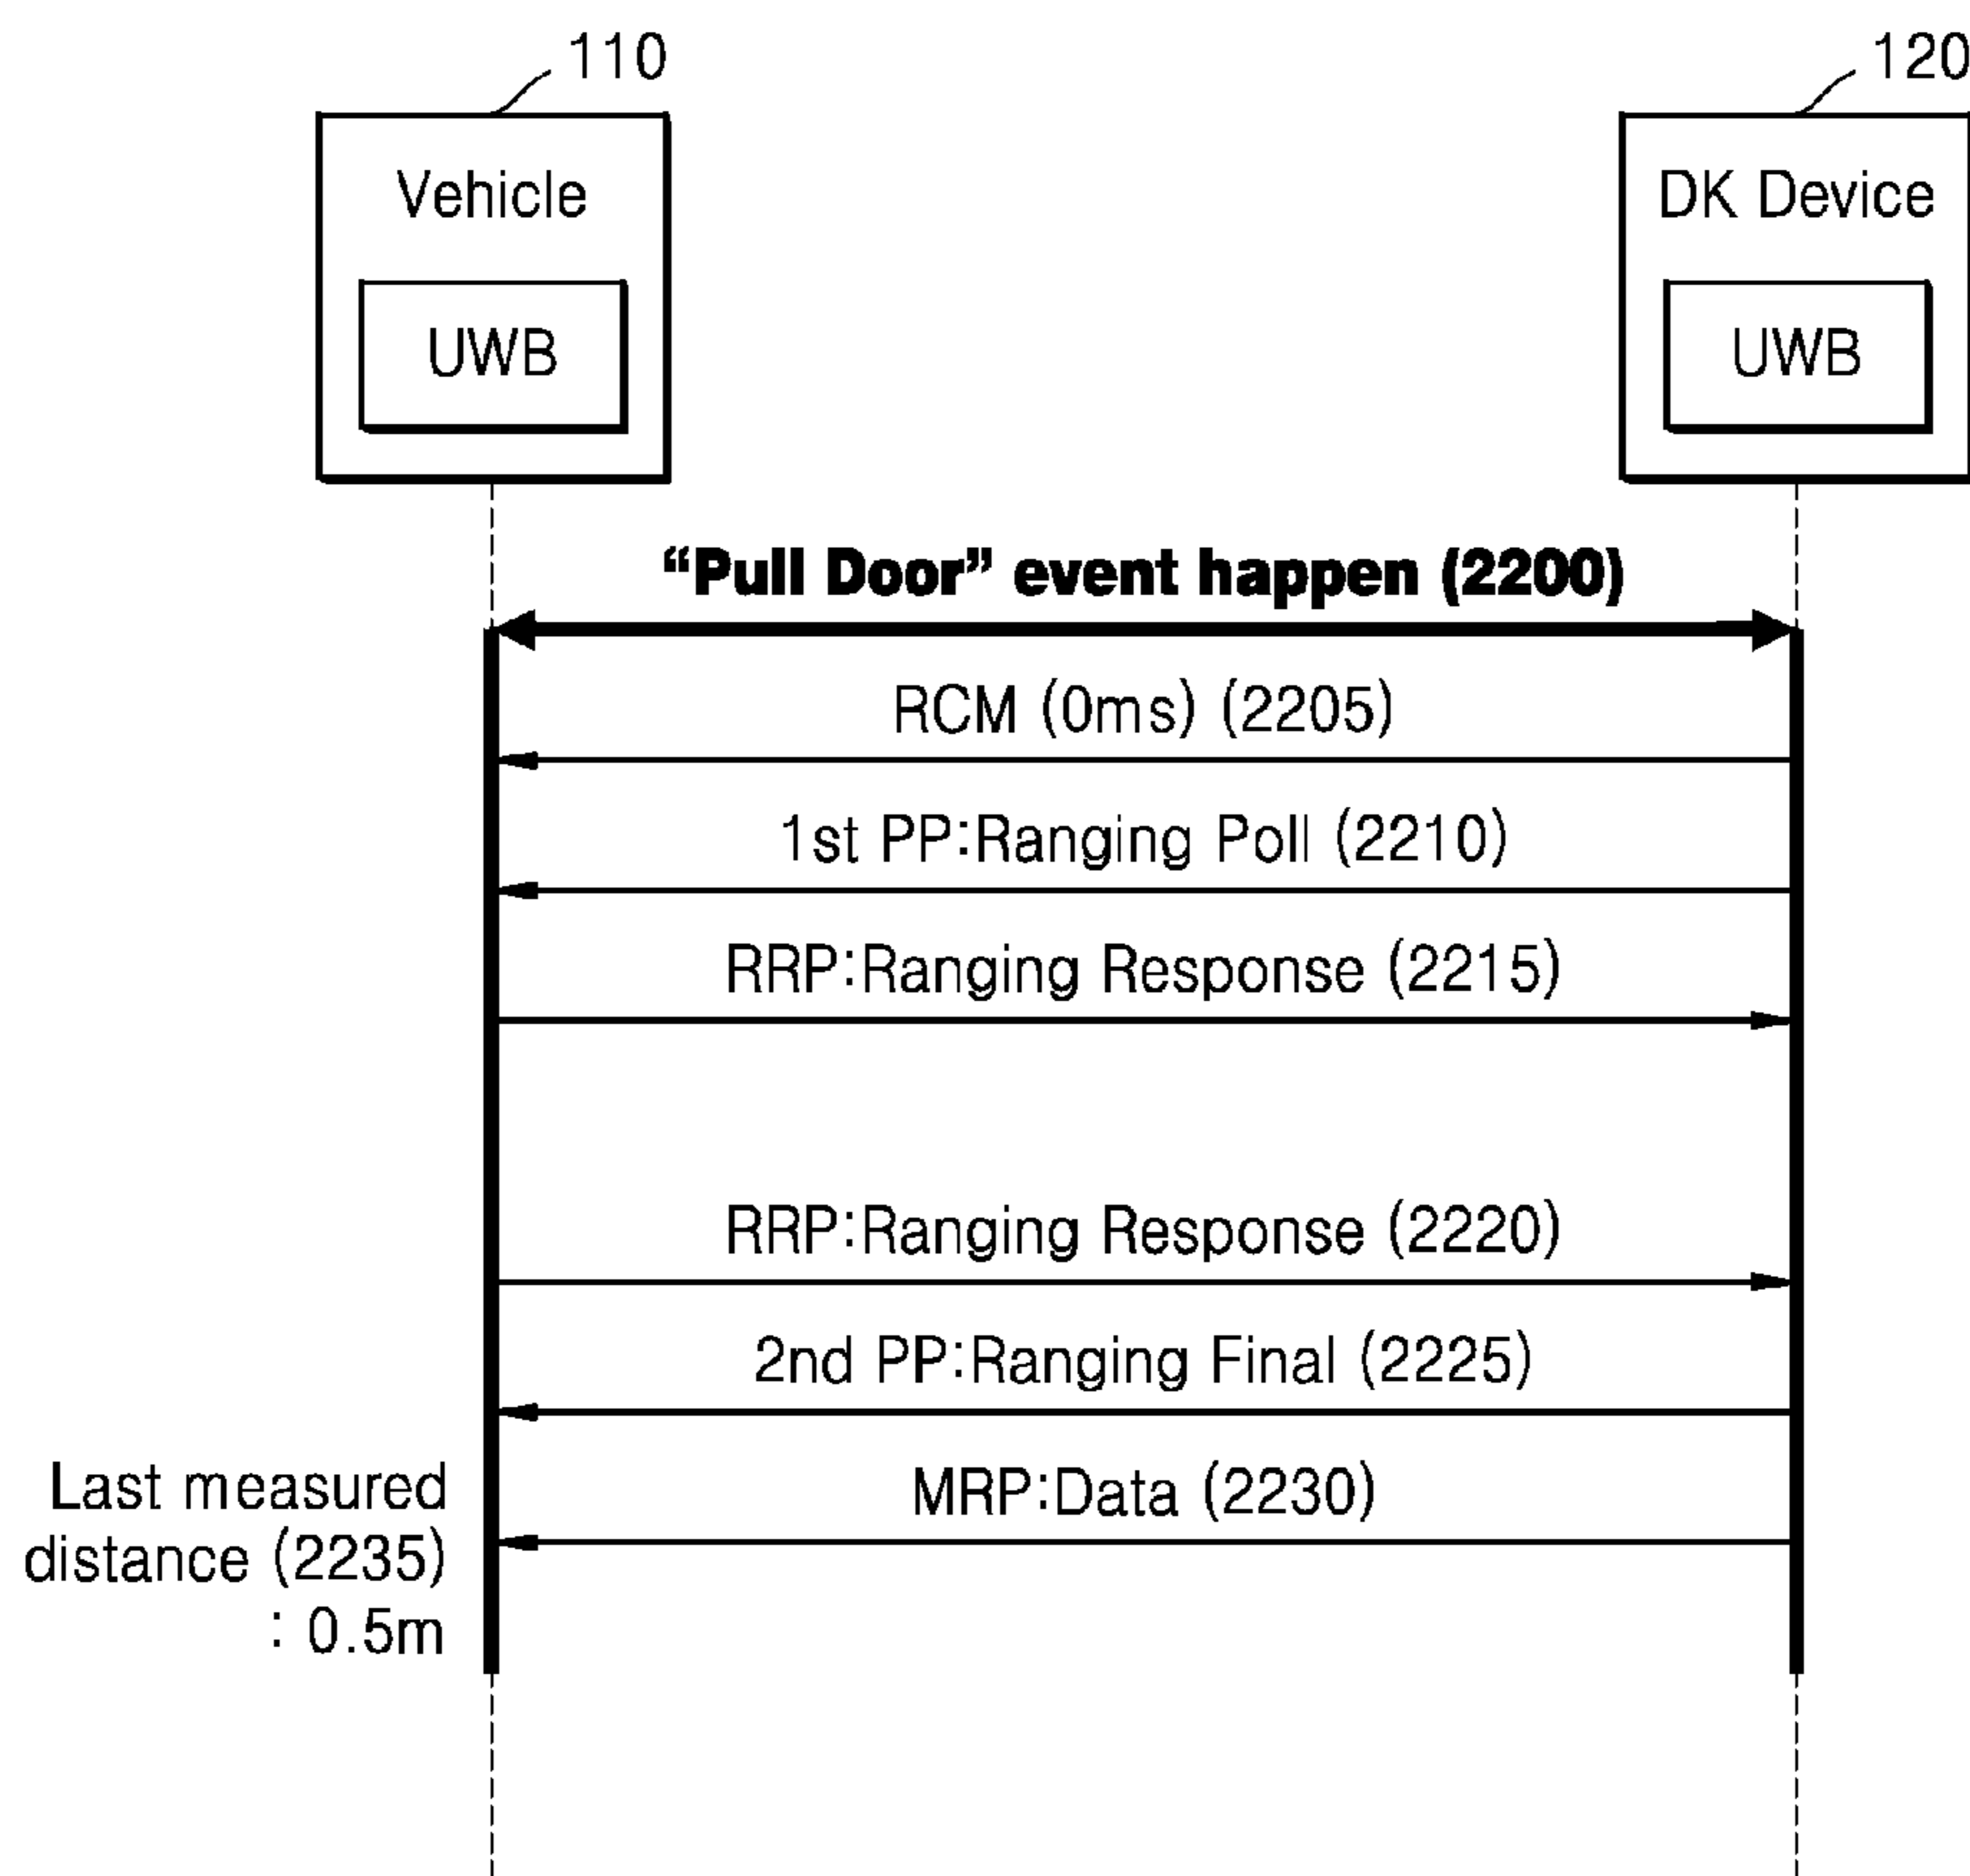 110
120
Vehicle
DK Device
UWB
UWB
“Pull Door” event happen (2200)
RCM (0ms) (2205)
1st PP:Ranging Poll (2210)
RRP:Ranging Response (2215)
RRP:Ranging Response (2220)
2nd PP:Ranging Final (2225)
MRP:Data (2230)
Last measured
distance (2235)
: 0.5m